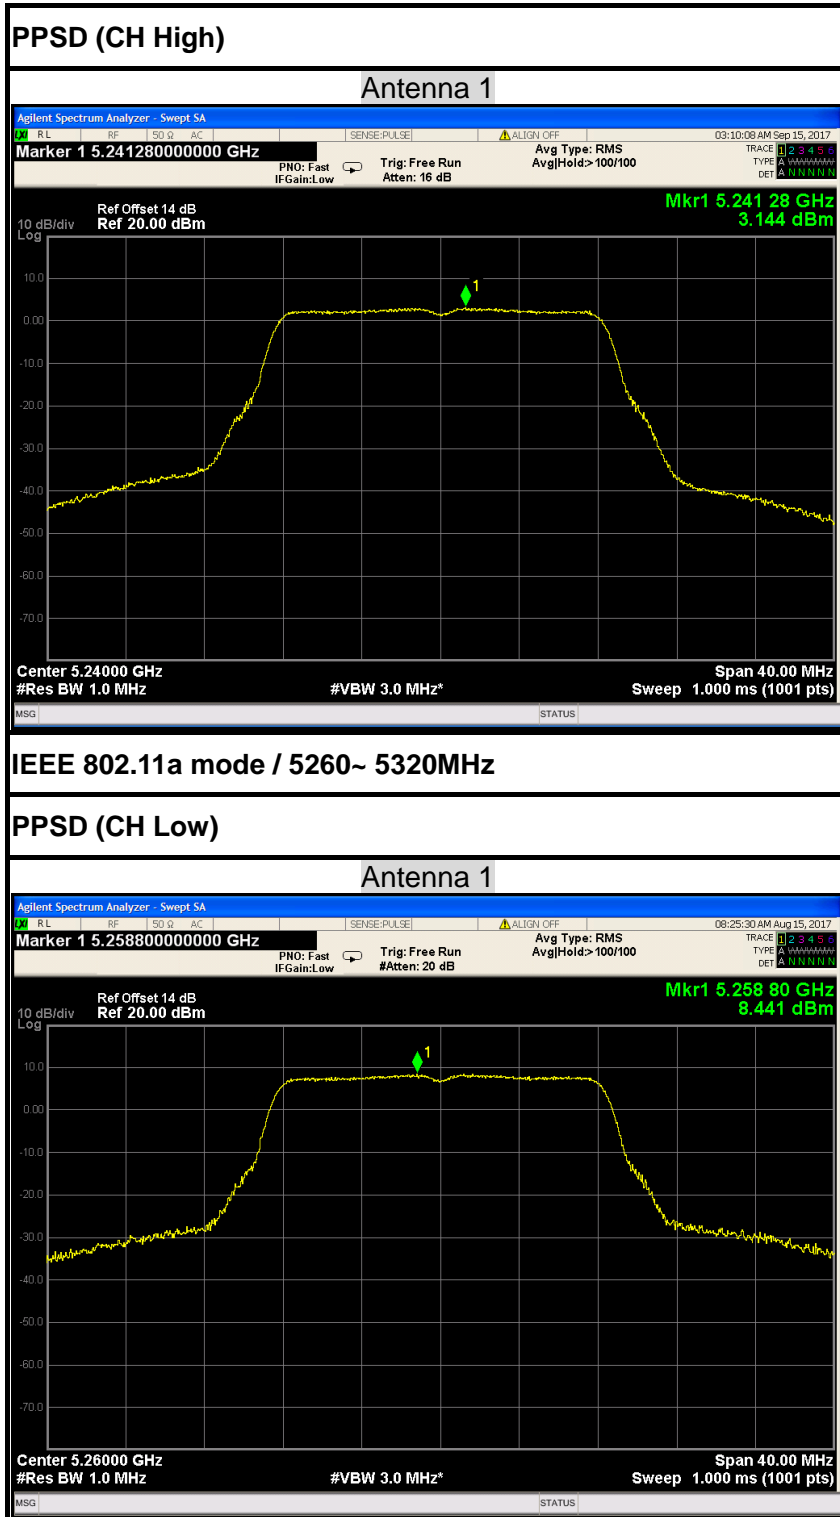 PPSD (CH High)
Antenna 1
Agilent Spectrum Analyzer - Swept SA
LXI RL RF 50 Ω AC SENSE:PULSE ALIGN OFF 03:10:08 AM Sep 15, 2017
Marker 1 5.241280000000 GHz
PNO: Fast
IFGain:Low
Trig: Free Run
Atten: 16 dB
Avg Type: RMS
Avg|Hold:>100/100
TRACE 1 2 3 4 5 6
TYPE A WWWWW
DET A N N N N N
Mkr1 5.241 28 GHz
3.144 dBm
Ref Offset 14 dB
10 dB/div Ref 20.00 dBm
Log
1
10.0
0.00
-10.0
-20.0
-30.0
-40.0
-50.0
-60.0
-70.0
Center 5.24000 GHz Span 40.00 MHz
#Res BW 1.0 MHz #VBW 3.0 MHz* Sweep 1.000 ms (1001 pts)
MSG STATUS
IEEE 802.11a mode / 5260~ 5320MHz
PPSD (CH Low)
Antenna 1
Agilent Spectrum Analyzer - Swept SA
LXI RL RF 50 Ω AC SENSE:PULSE ALIGN OFF 08:25:30 AM Aug 15, 2017
Marker 1 5.258800000000 GHz
PNO: Fast
IFGain:Low
Trig: Free Run
#Atten: 20 dB
Avg Type: RMS
Avg|Hold:>100/100
TRACE 1 2 3 4 5 6
TYPE A WWWWW
DET A N N N N N
Mkr1 5.258 80 GHz
8.441 dBm
Ref Offset 14 dB
10 dB/div Ref 20.00 dBm
Log
1
10.0
0.00
-10.0
-20.0
-30.0
-40.0
-50.0
-60.0
-70.0
Center 5.26000 GHz Span 40.00 MHz
#Res BW 1.0 MHz #VBW 3.0 MHz* Sweep 1.000 ms (1001 pts)
MSG STATUS